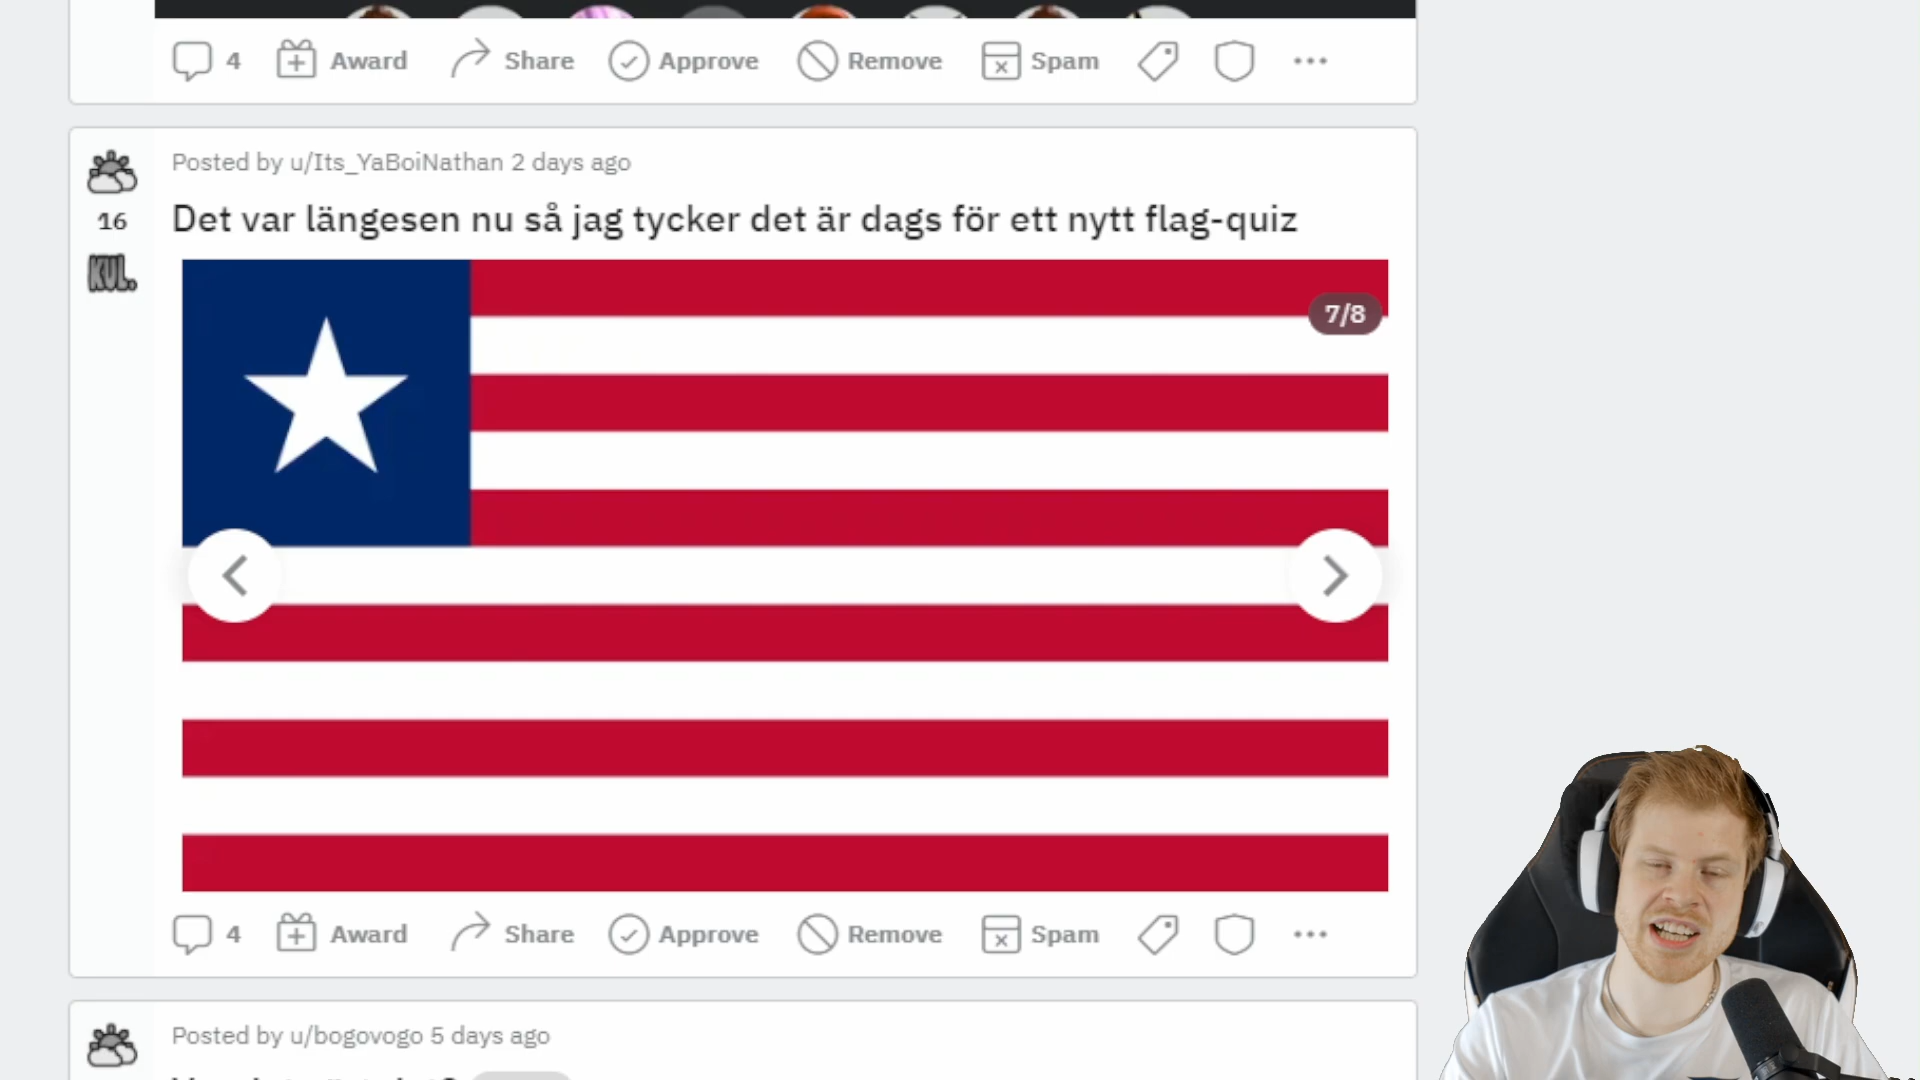 4 Award Share Approve Remove Spam
Posted by u/Its_YaBoiNathan 2 days ago
16
Det var längesen nu så jag tycker det är dags för ett nytt flag-quiz
KUL.
7/8
4 Award Share Approve Remove Spam
Posted by u/bogovogo 5 days ago